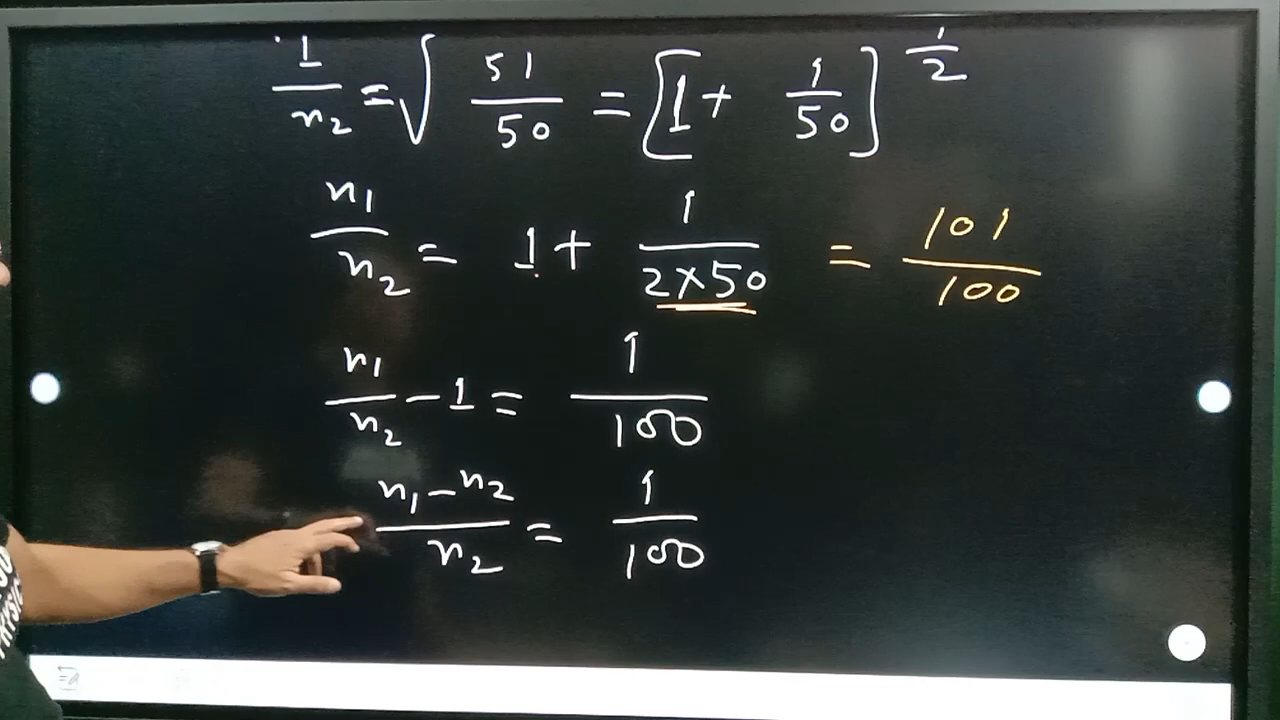 1/n₂ = √51/50 = [1 + 1/50]^1/2
n₁/n₂ = 1 + 1/2×50 = 101/100
n₁/n₂ − 1 = 1/100
n₁−n₂/n₂ = 1/100